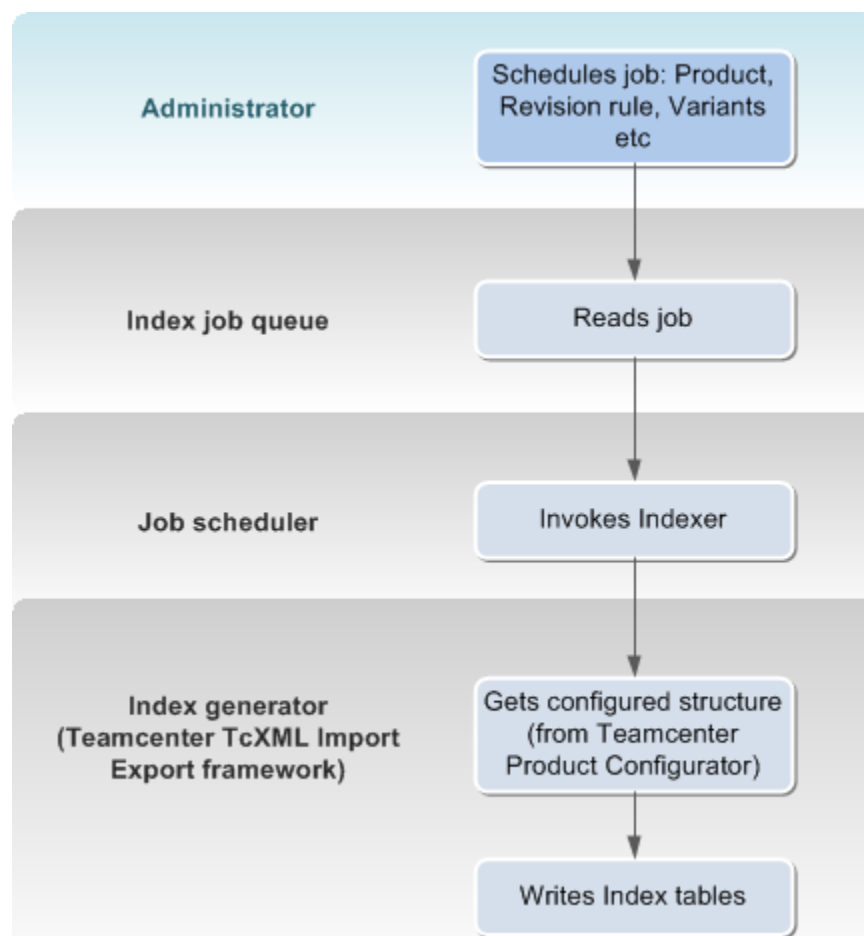 Administrator
Schedules job: Product,
Revision rule, Variants
etc
Index job queue
Reads job
Job scheduler
Invokes Indexer
Index generator
(Teamcenter TcXML Import
Export framework)
Gets configured structure
(from Teamcenter
Product Configurator)
Writes Index tables